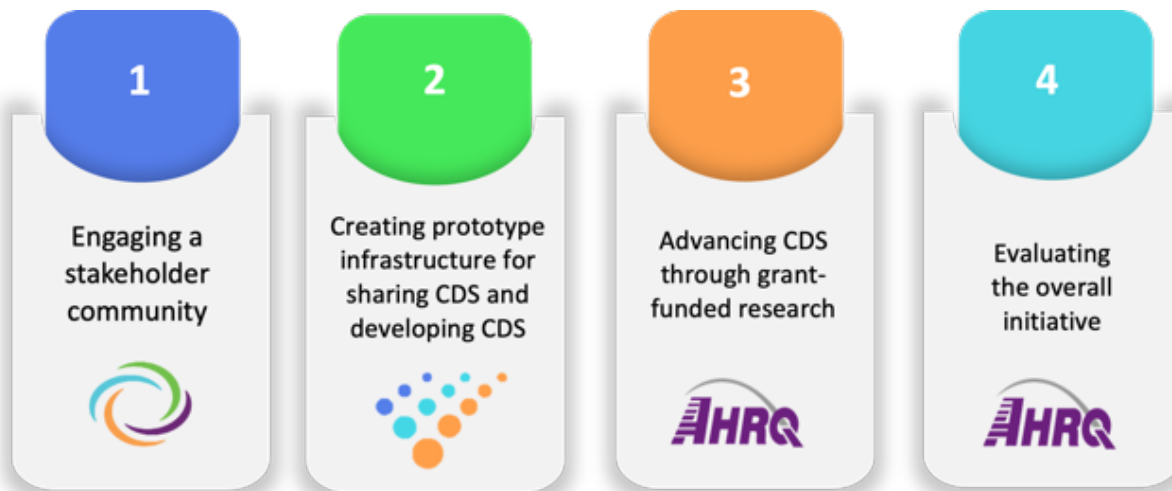 1
Engaging a
stakeholder
community
2
Creating prototype
infrastructure for
sharing CDS and
developing CDS
3
Advancing CDS
through grant-
funded research
AHRQ
4
Evaluating
the overall
initiative
AHRQ